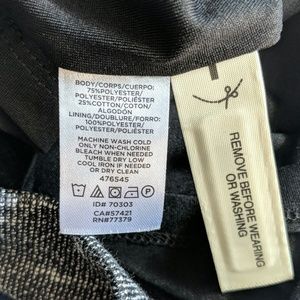 BODY/CORPS/CUERPO:
75%POLYESTER/
POLYESTER/POLIÉSTER
25%COTTON/COTON/
ALGODÓN
LINING/DOUBLURE/FORRO:
100%POLYESTER/
POLYESTER/POLIÉSTER
MACHINE WASH COLD
ONLY NON-CHLORINE
BLEACH WHEN NEEDED
TUMBLE DRY LOW
COOL IRON IF NEEDED
OR DRY CLEAN
476545
ID# 70303
CA#57421
RN#77379
REMOVE BEFORE WEARING
OR WASHING